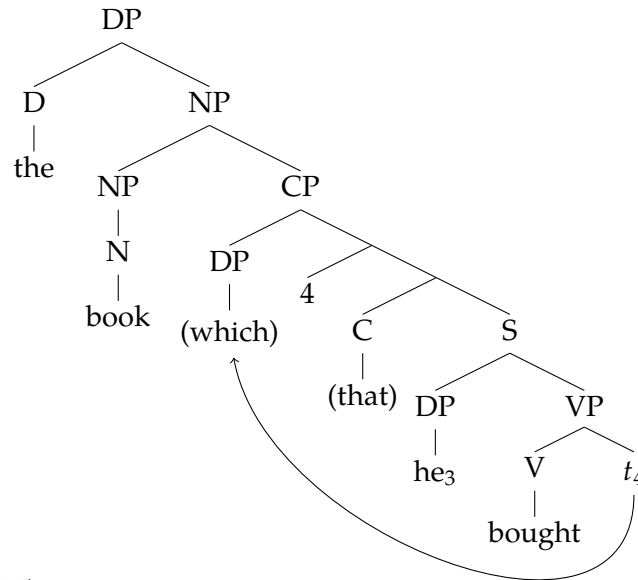 DP
D NP
the NP CP
N DP 4
book (which) C S
(that) DP VP
he₃ V t₄
bought